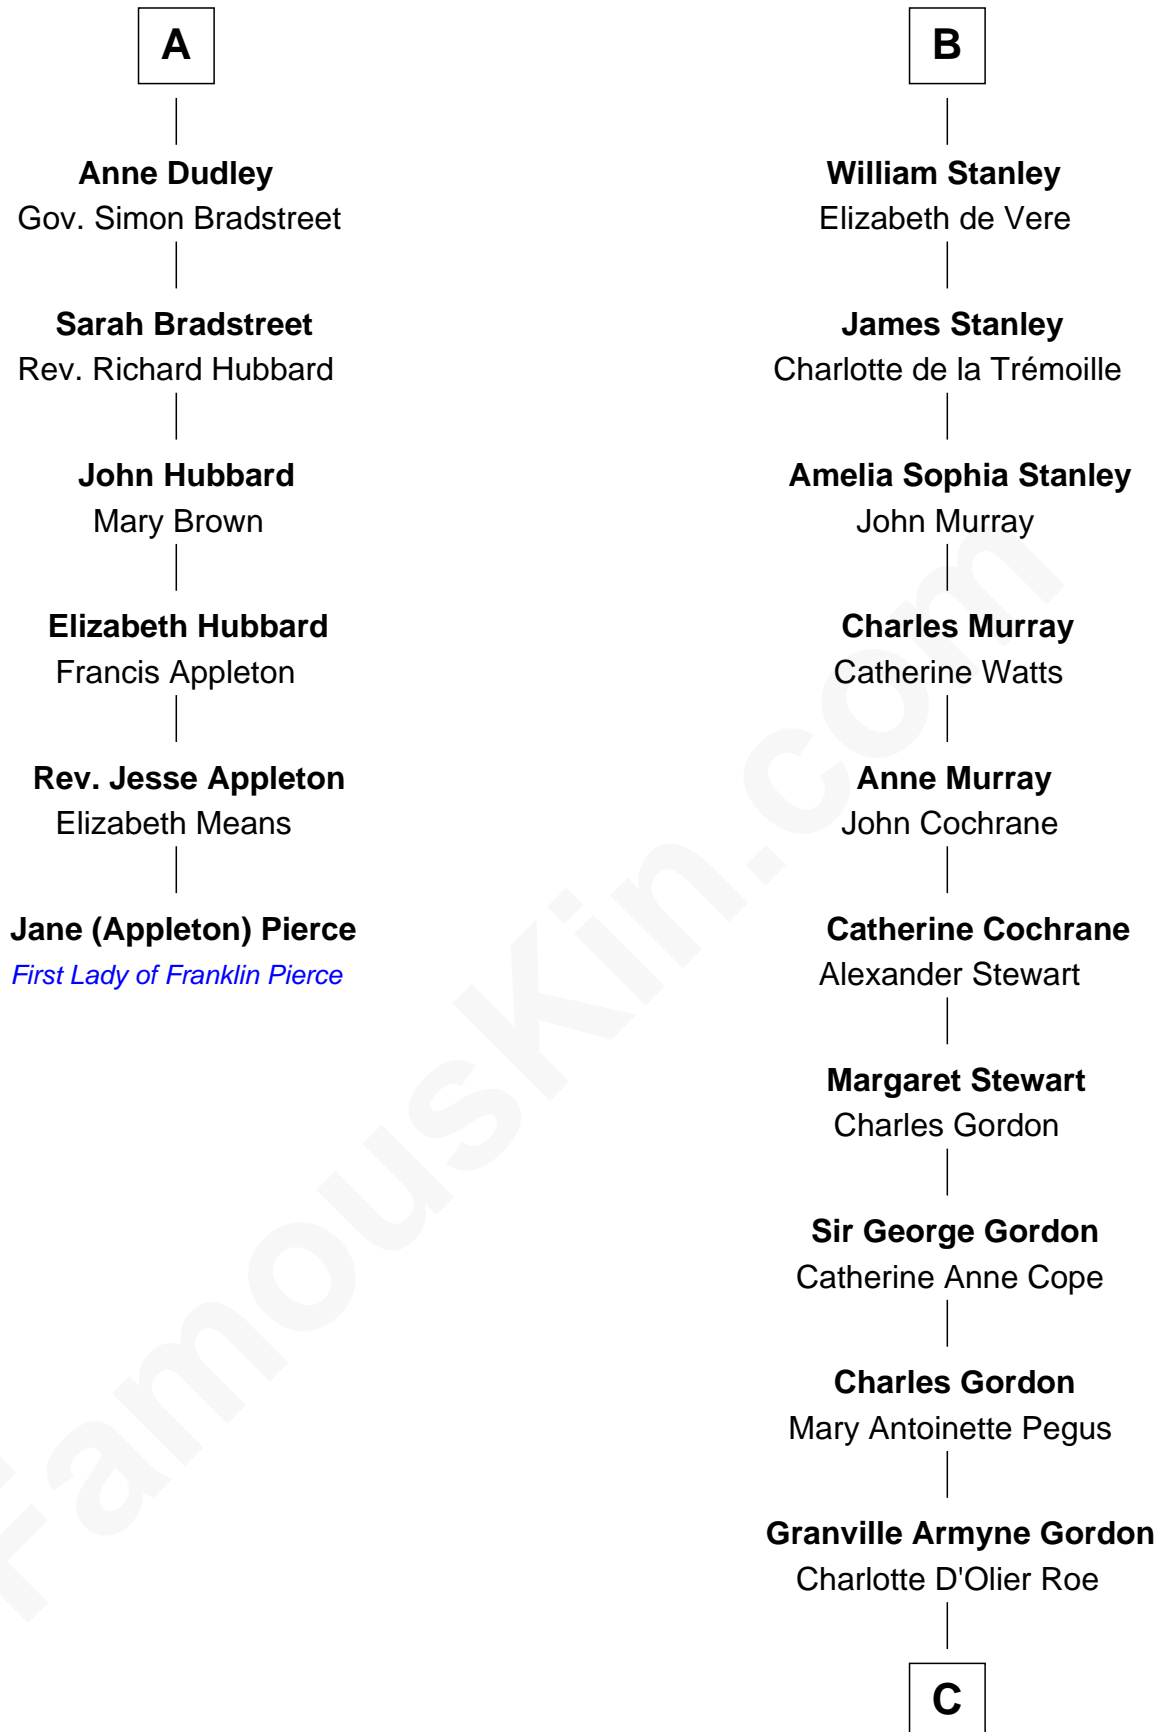 A
Anne Dudley
Gov. Simon Bradstreet
Sarah Bradstreet
Rev. Richard Hubbard
John Hubbard
Mary Brown
Elizabeth Hubbard
Francis Appleton
Rev. Jesse Appleton
Elizabeth Means
Jane (Appleton) Pierce
First Lady of Franklin Pierce
B
William Stanley
Elizabeth de Vere
James Stanley
Charlotte de la Trémoille
Amelia Sophia Stanley
John Murray
Charles Murray
Catherine Watts
Anne Murray
John Cochrane
Catherine Cochrane
Alexander Stewart
Margaret Stewart
Charles Gordon
Sir George Gordon
Catherine Anne Cope
Charles Gordon
Mary Antoinette Pegus
Granville Armyne Gordon
Charlotte D'Olier Roe
C
FamousKin.com